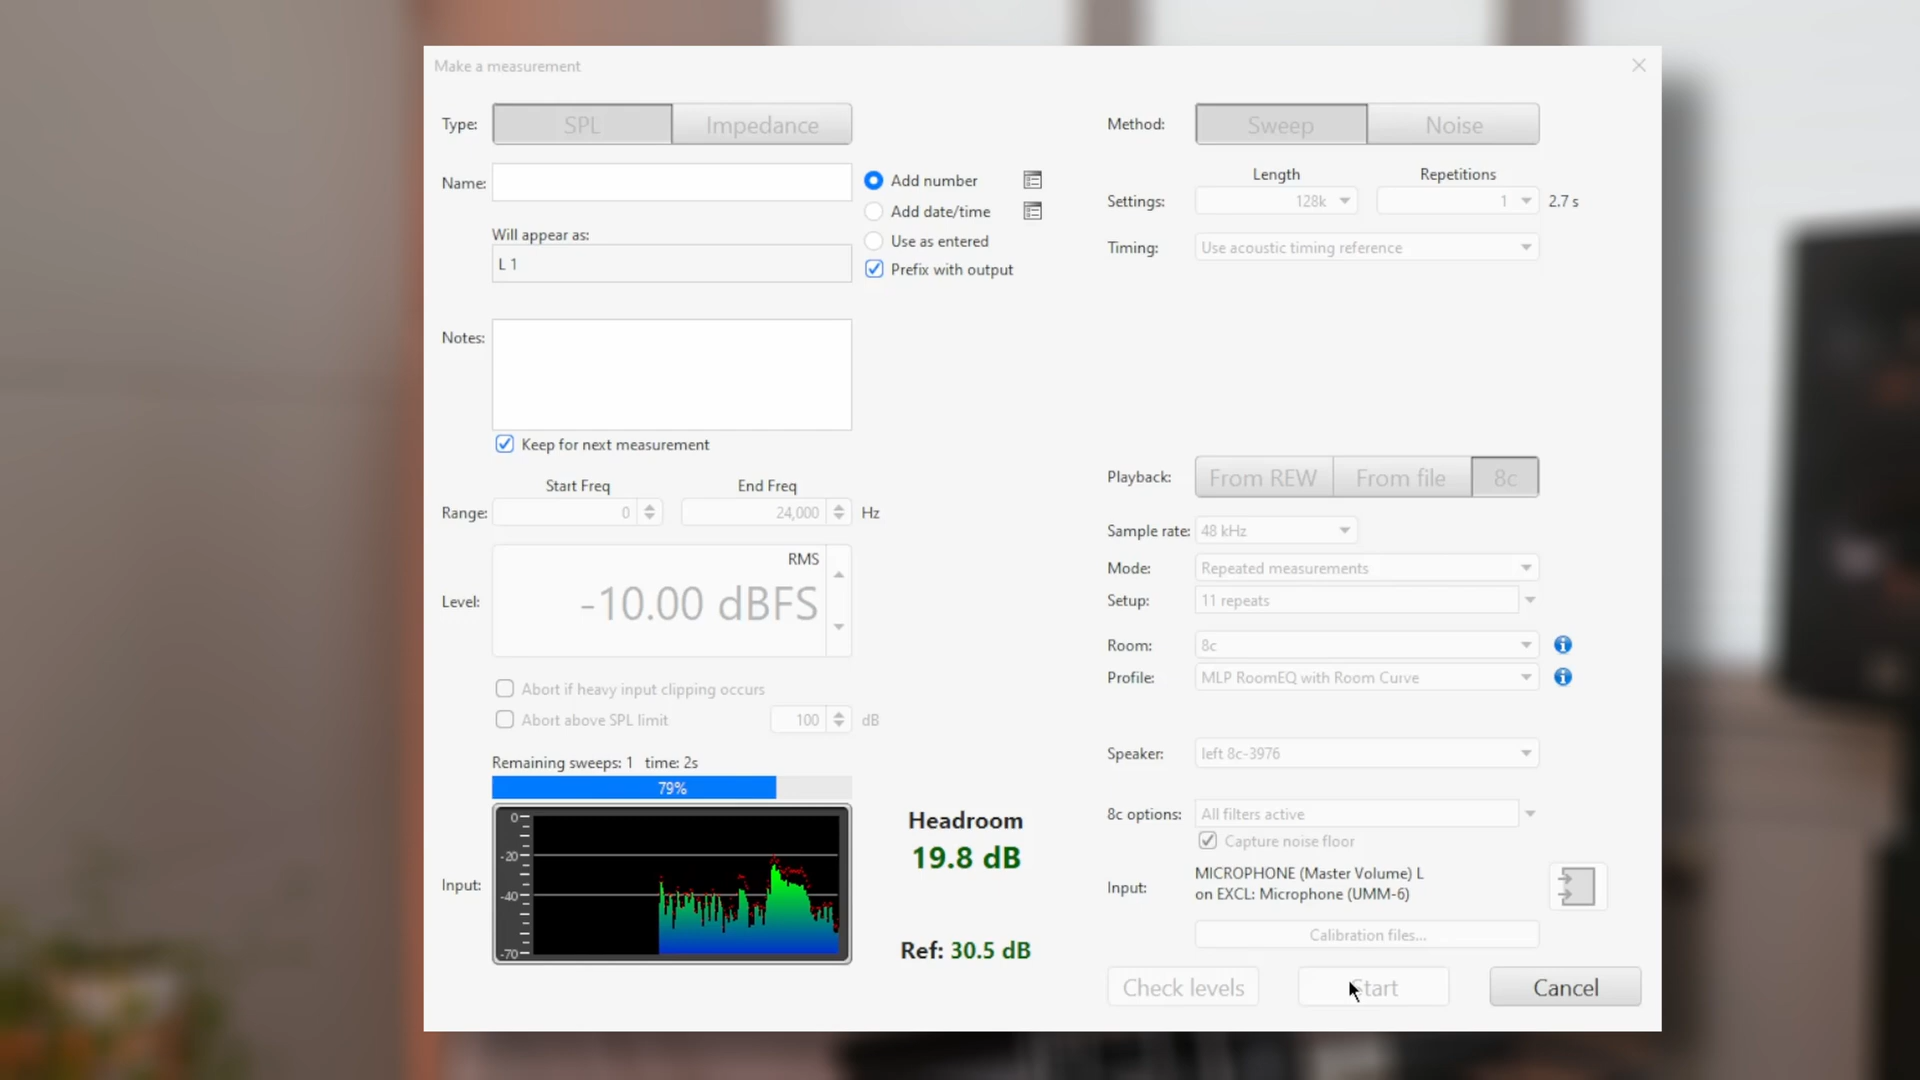 Make a measurement
Type: SPL Impedance
Name:
Add number
Add date/time
Will appear as:
Use as entered
L 1
Prefix with output
Notes:
Keep for next measurement
Start Freq End Freq
Range: 0 24,000 Hz
RMS
Level: -10.00 dBFS
Abort if heavy input clipping occurs
Abort above SPL limit 100 dB
Remaining sweeps: 1 time: 2s
79%
Input:
0
-20
-40
-70
Headroom
19.8 dB
Ref: 30.5 dB
Method: Sweep Noise
Length Repetitions
Settings: 128k 1 2.7 s
Timing: Use acoustic timing reference
Playback: From REW From file 8c
Sample rate: 48 kHz
Mode: Repeated measurements
Setup: 11 repeats
Room: 8c
Profile: MLP RoomEQ with Room Curve
Speaker: left 8c-3976
8c options: All filters active
Capture noise floor
Input: MICROPHONE (Master Volume) L
on EXCL: Microphone (UMM-6)
Calibration files...
Check levels Start Cancel